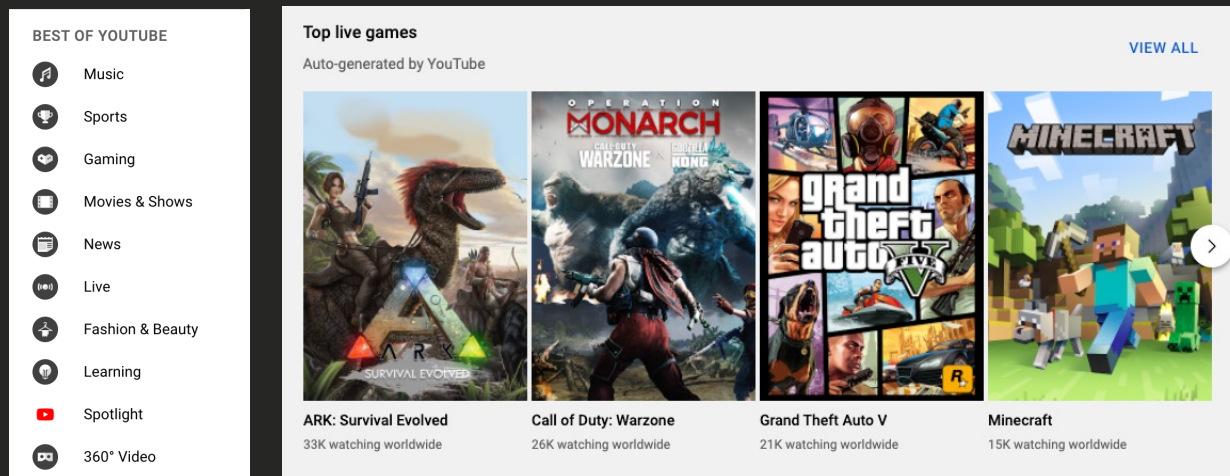 BEST OF YOUTUBE
Music
Sports
Gaming
Movies & Shows
News
Live
Fashion & Beauty
Learning
Spotlight
360° Video
Top live games
Auto-generated by YouTube
VIEW ALL
ARK
SURVIVAL EVOLVED
OPERATION
MONARCH
CALL OF DUTY
WARZONE
GODZILLA
KONG
grand
theft
auto
V
FIVE
R
MINECRAFT
ARK: Survival Evolved
33K watching worldwide
Call of Duty: Warzone
26K watching worldwide
Grand Theft Auto V
21K watching worldwide
Minecraft
15K watching worldwide